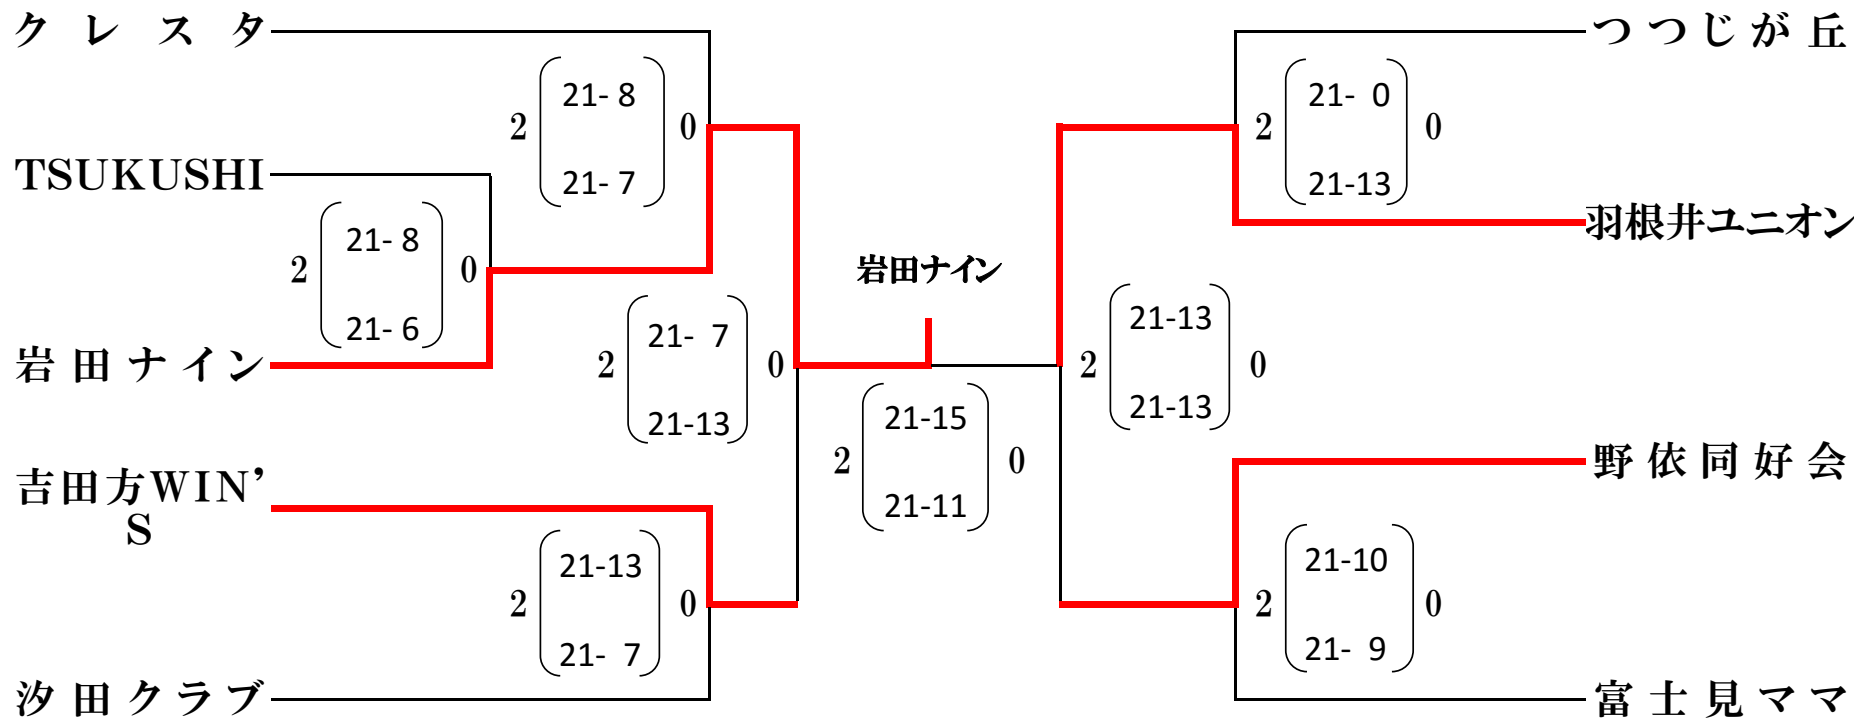 クレスタ
つつじが丘
21- 8
2 0
21- 7
21- 0
2 0
21-13
TSUKUSHI
羽根井ユニオン
21- 8
2 0
21- 6
岩田ナイン
岩田ナイン
21- 7
2 0
21-13
21-13
2 0
21-13
21-15
2 0
21-11
吉田方WIN'
S
野依同好会
21-13
2 0
21- 7
21-10
2 0
21- 9
汐田クラブ
富士見ママ